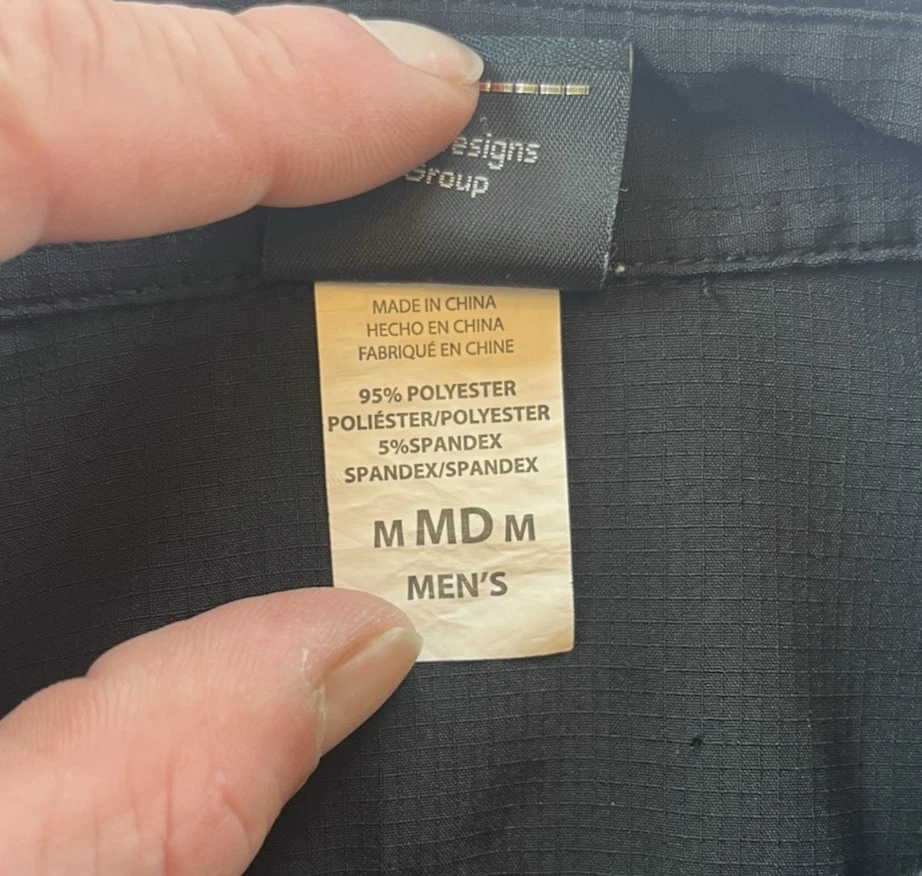 Group
MADE IN CHINA
HECHO EN CHINA
FABRIQUÉ EN CHINE
95% POLYESTER
POLIÉSTER/POLYESTER
5%SPANDEX
SPANDEX/SPANDEX
M MD M
MEN'S